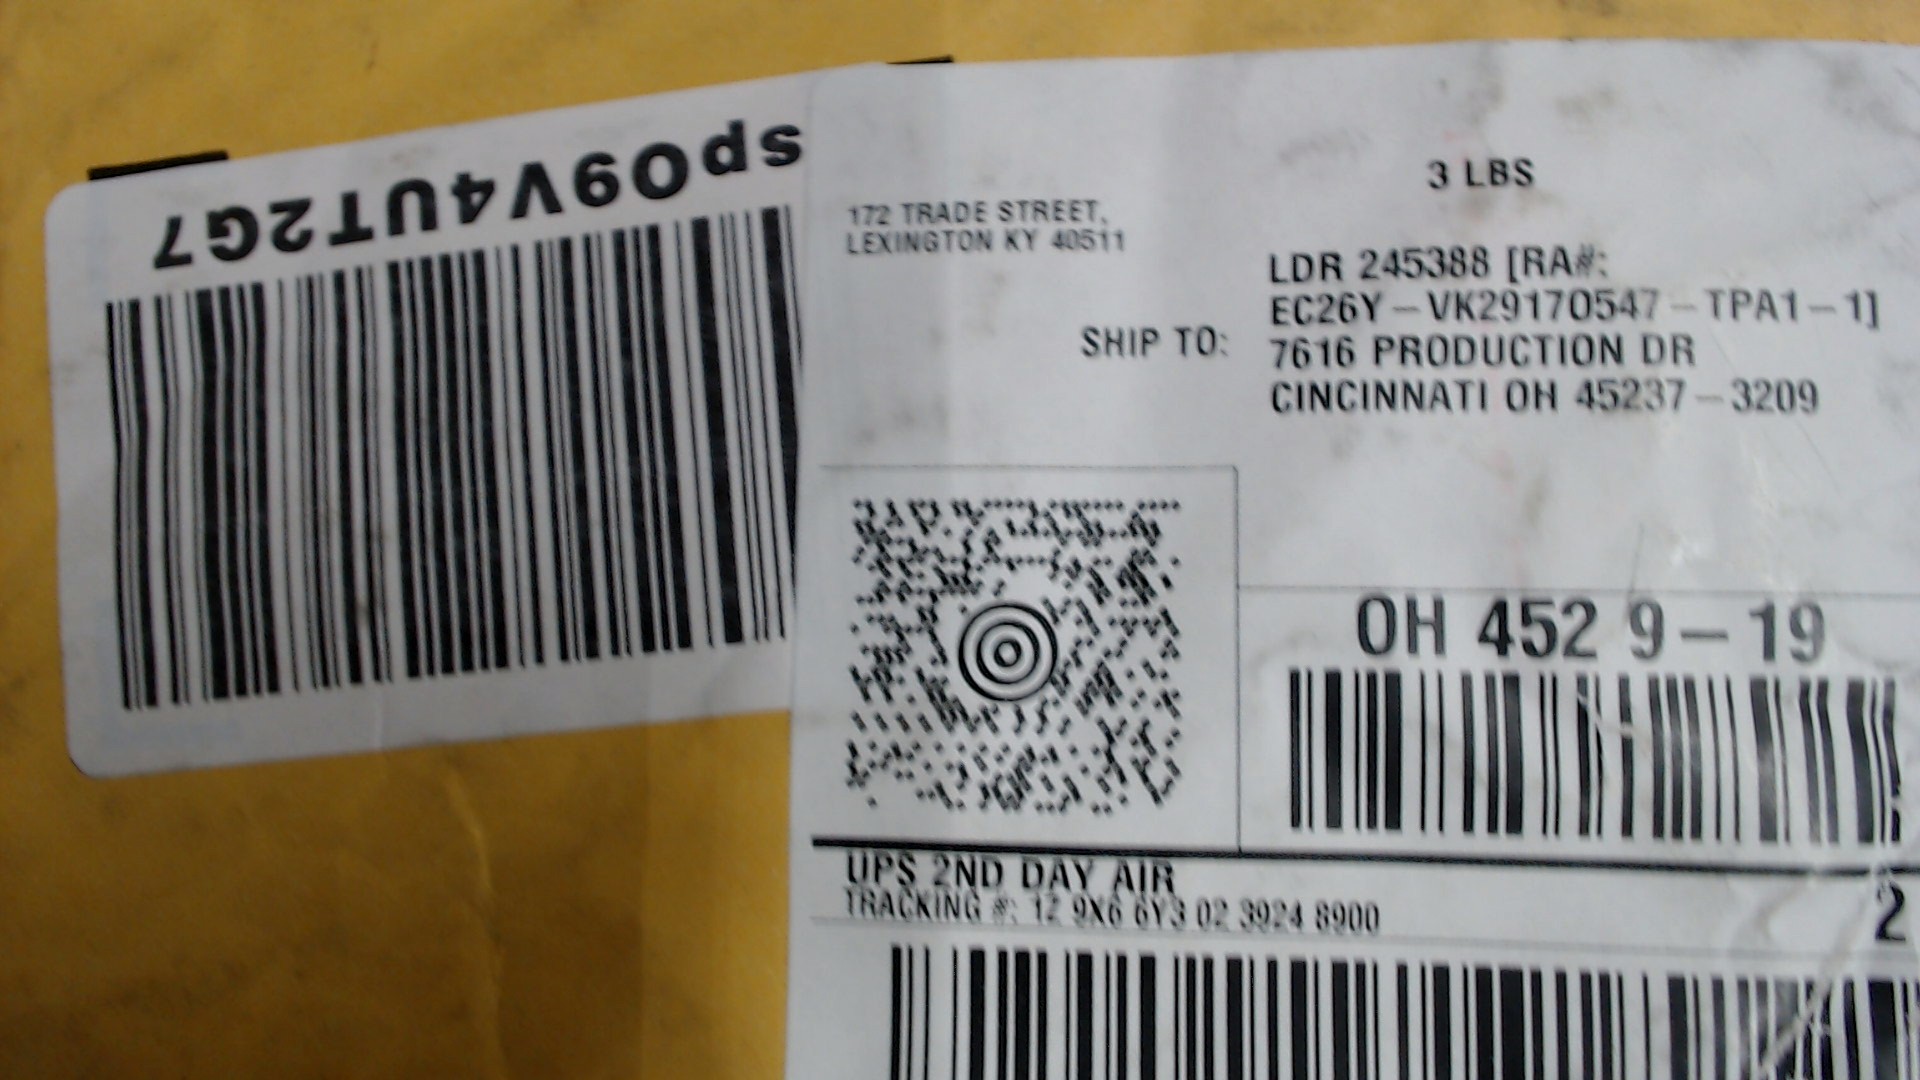 spO9V4UT2G7
172 TRADE STREET,
LEXINGTON KY 40511
3 LBS
SHIP TO:
LDR 245388 [RA#:
EC26Y-VK29170547-TPA1-1]
7616 PRODUCTION DR
CINCINNATI OH 45237-3209
OH 452 9-19
UPS 2ND DAY AIR
TRACKING #: 1Z 9X6 6Y3 02 3924 8900
2